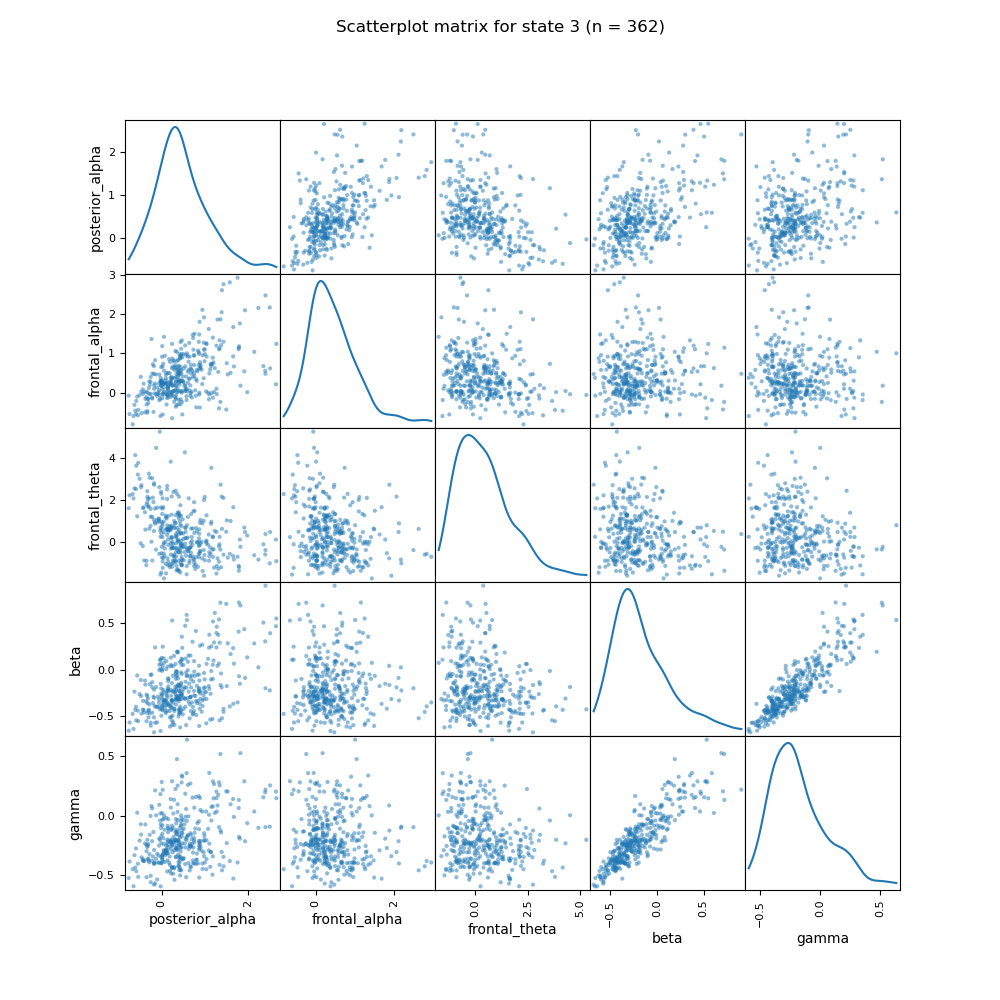 Scatterplot matrix for state 3 (n = 362)
posterior_alpha
2
1
0
frontal_alpha
3
2
1
0
frontal_theta
4
2
0
beta
0.5
0.0
−0.5
gamma
0.5
0.0
−0.5
0 2 0 2 0.0 2.5 5.0 −0.5 0.0 0.5 −0.5 0.0 0.5
posterior_alpha frontal_alpha frontal_theta beta gamma